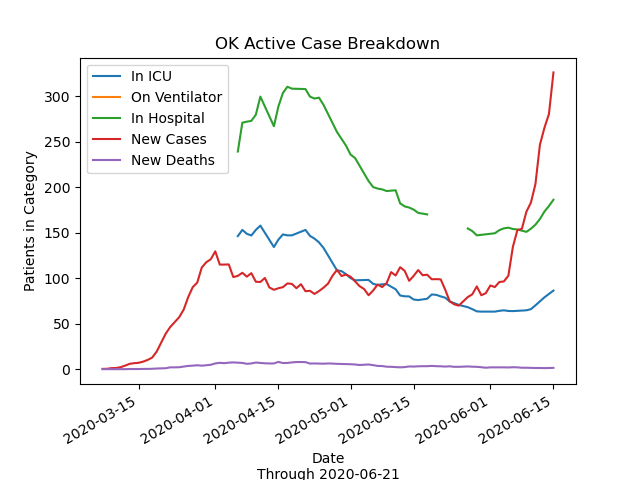 OK Active Case Breakdown
In ICU
On Ventilator
In Hospital
New Cases
New Deaths
Patients in Category
300
250
200
150
100
50
0
2020-03-15
2020-04-01
2020-04-15
2020-05-01
2020-05-15
2020-06-01
2020-06-15
Date
Through 2020-06-21